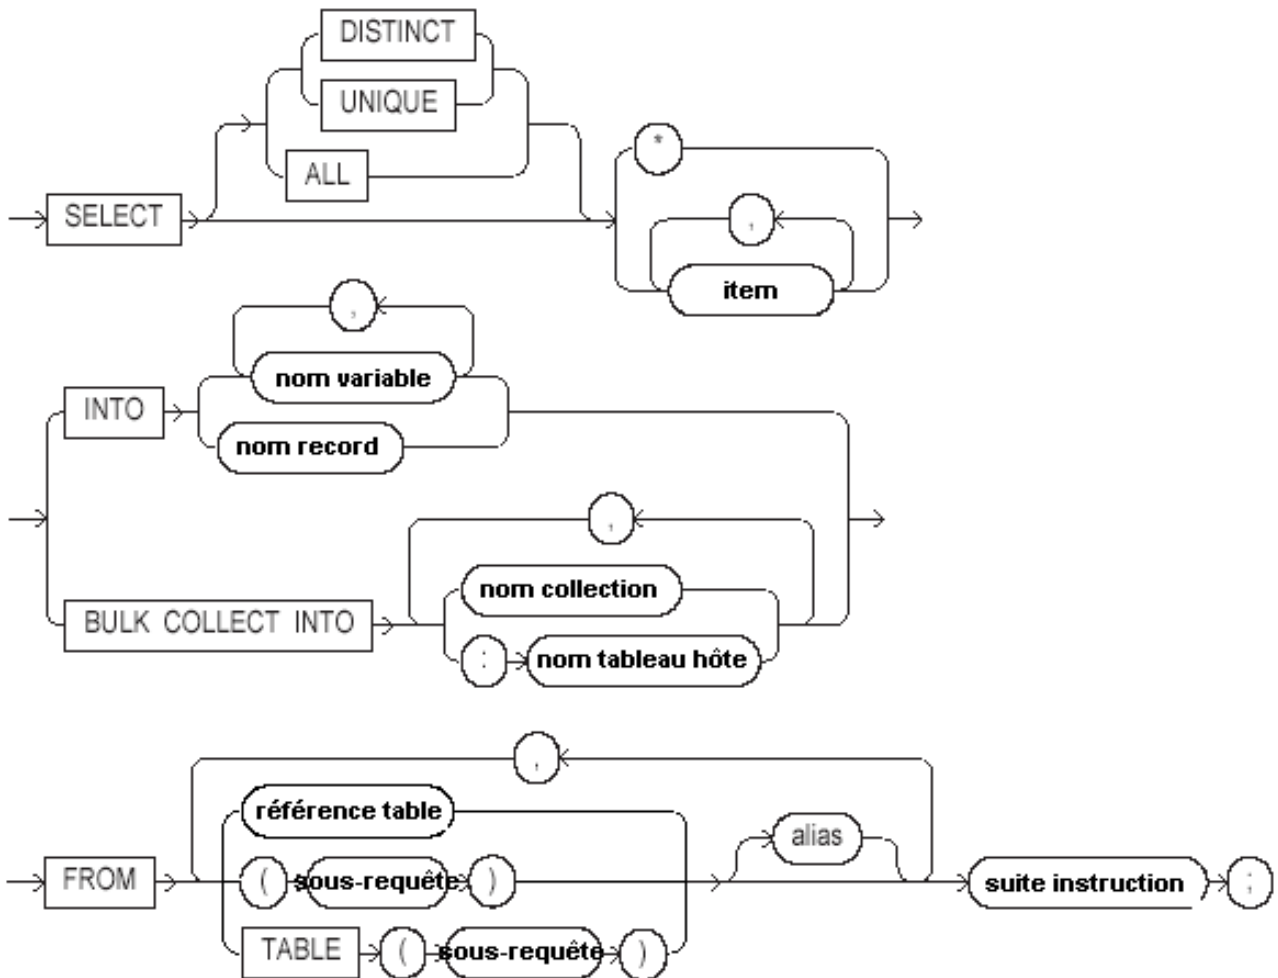 DISTINCT
UNIQUE
ALL
*
SELECT
,
item
,
nom variable
INTO
nom record
,
nom collection
BULK COLLECT INTO
: nom tableau hôte
,
référence table
alias
FROM ( sous-requête ) suite instruction ;
TABLE ( sous-requête )